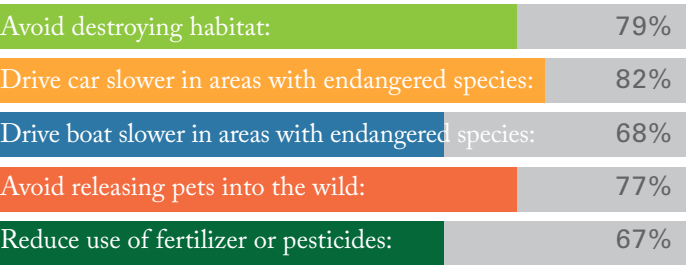 Avoid destroying habitat: 79%
Drive car slower in areas with endangered species: 82%
Drive boat slower in areas with endangered species: 68%
Avoid releasing pets into the wild: 77%
Reduce use of fertilizer or pesticides: 67%